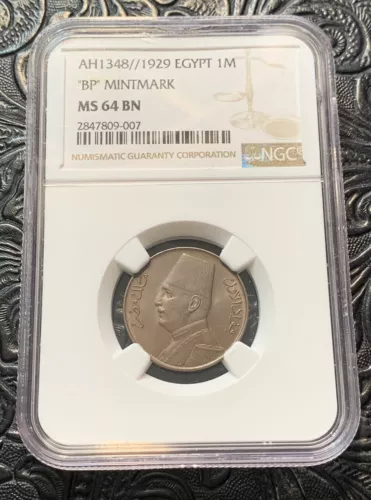 AH1348//1929 EGYPT 1M
"BP" MINTMARK
MS 64 BN
2847809-007
NUMISMATIC GUARANTY CORPORATION
NGC